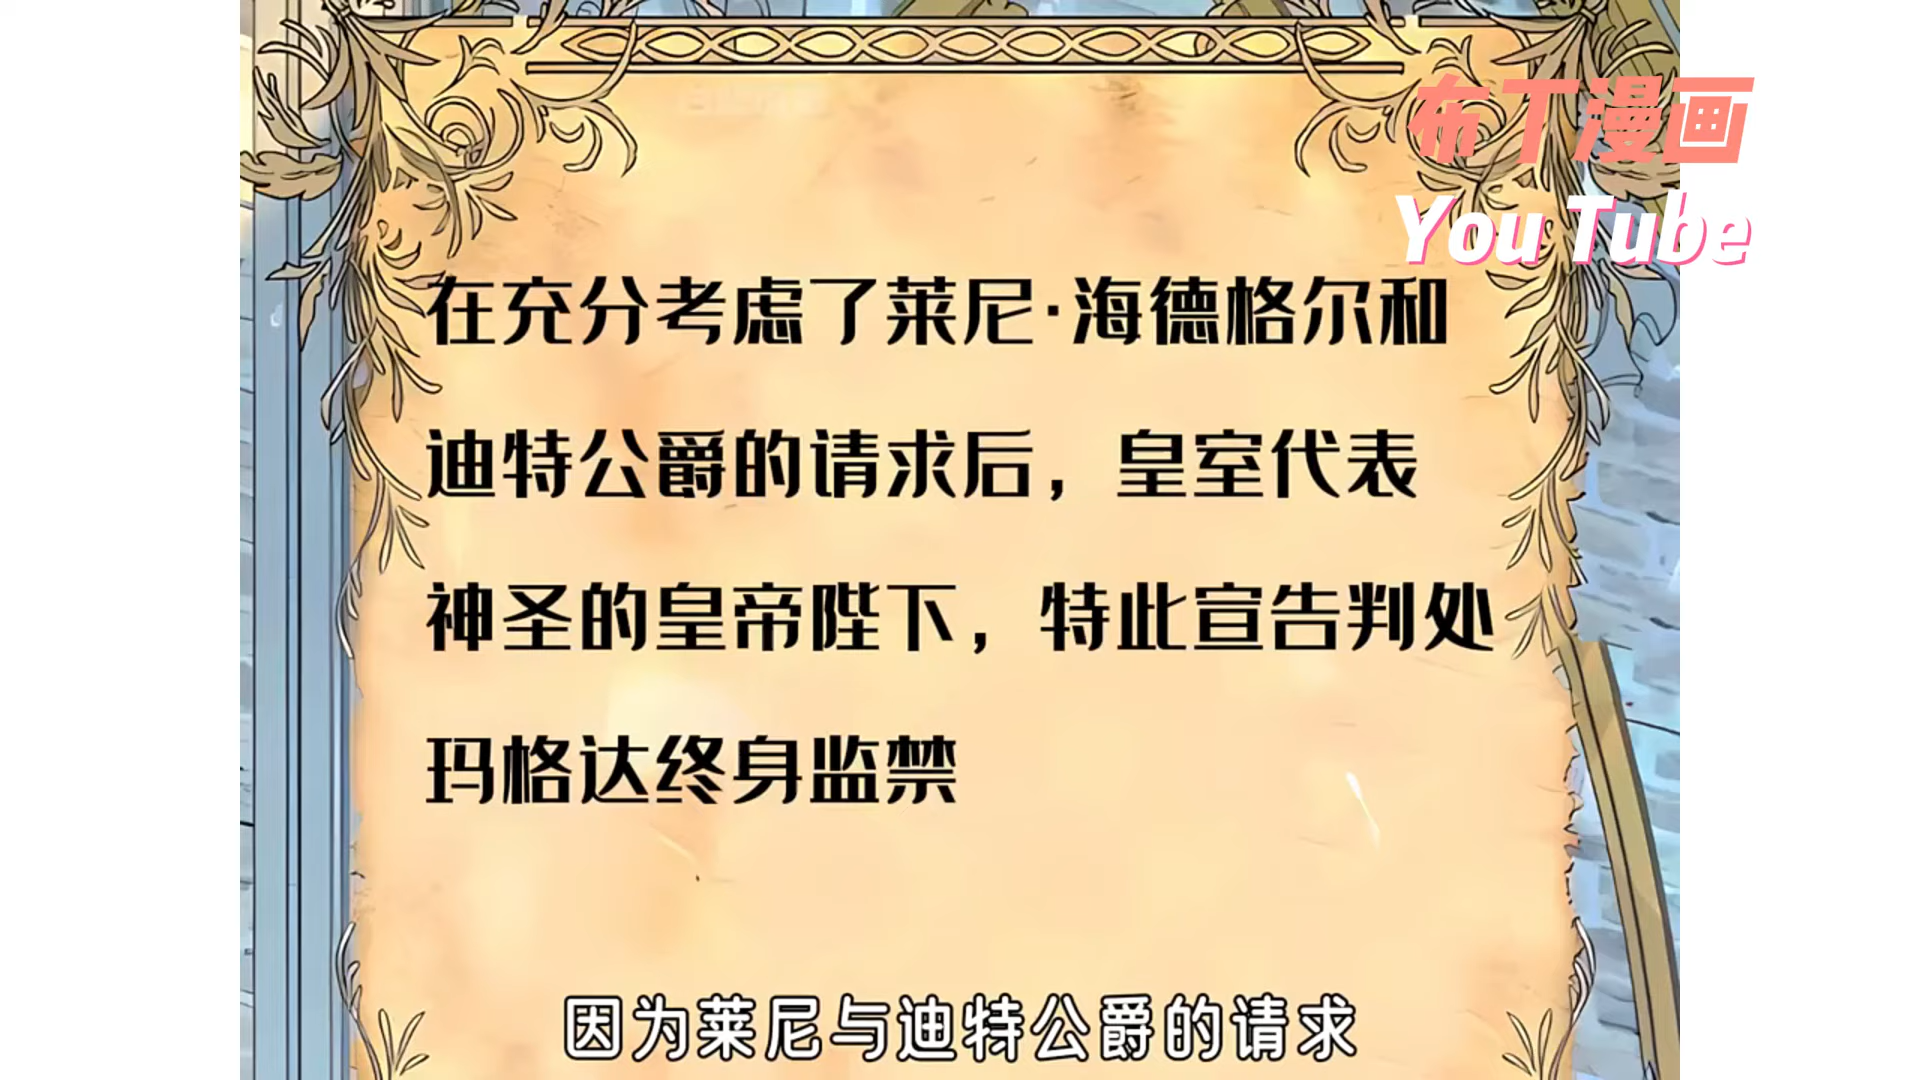 布丁漫画
YouTube
在充分考虑了莱尼·海德格尔和
迪特公爵的请求后，皇室代表
神圣的皇帝陛下，特此宣告判处
玛格达终身监禁
因为莱尼与迪特公爵的请求